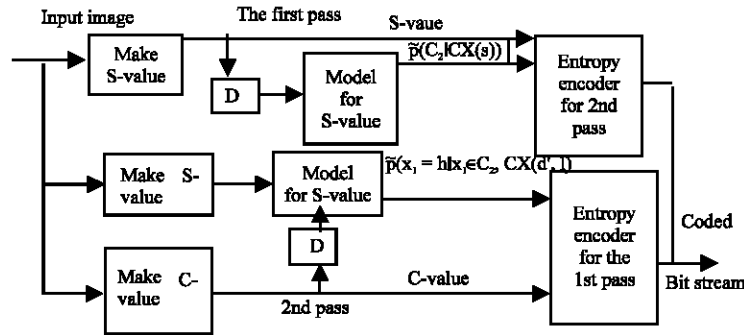 Input image
The first pass
S-vaue
Make
S-value
p̃(C₂|CX(s))
D
Model
for
S-value
Entropy
encoder
for 2nd
pass
Make S-
value
Model
for S-value
p̃(x₁ = h|x₁∈C₂, CX(d', l)
D
Entropy
encoder
for the
1st pass
Coded
Make
value C-
C-value
2nd pass
Bit stream